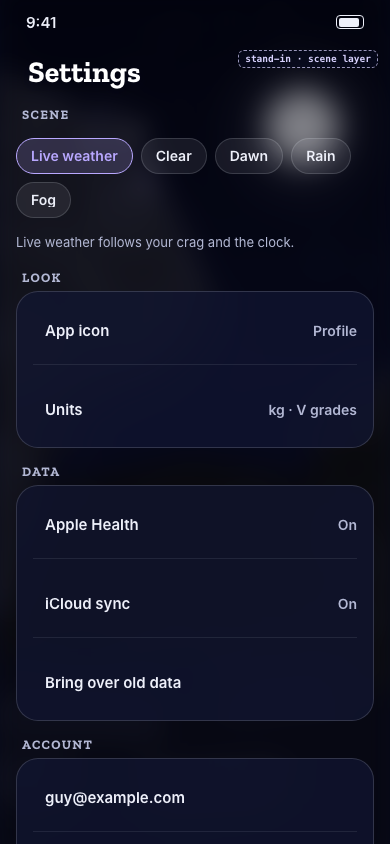 9:41
stand-in · scene layer
Settings
SCENE
Live weather
Clear
Dawn
Rain
Fog
Live weather follows your crag and the clock.
LOOK
App icon
Profile
Units
kg · V grades
DATA
Apple Health
On
iCloud sync
On
Bring over old data
ACCOUNT
guy@example.com